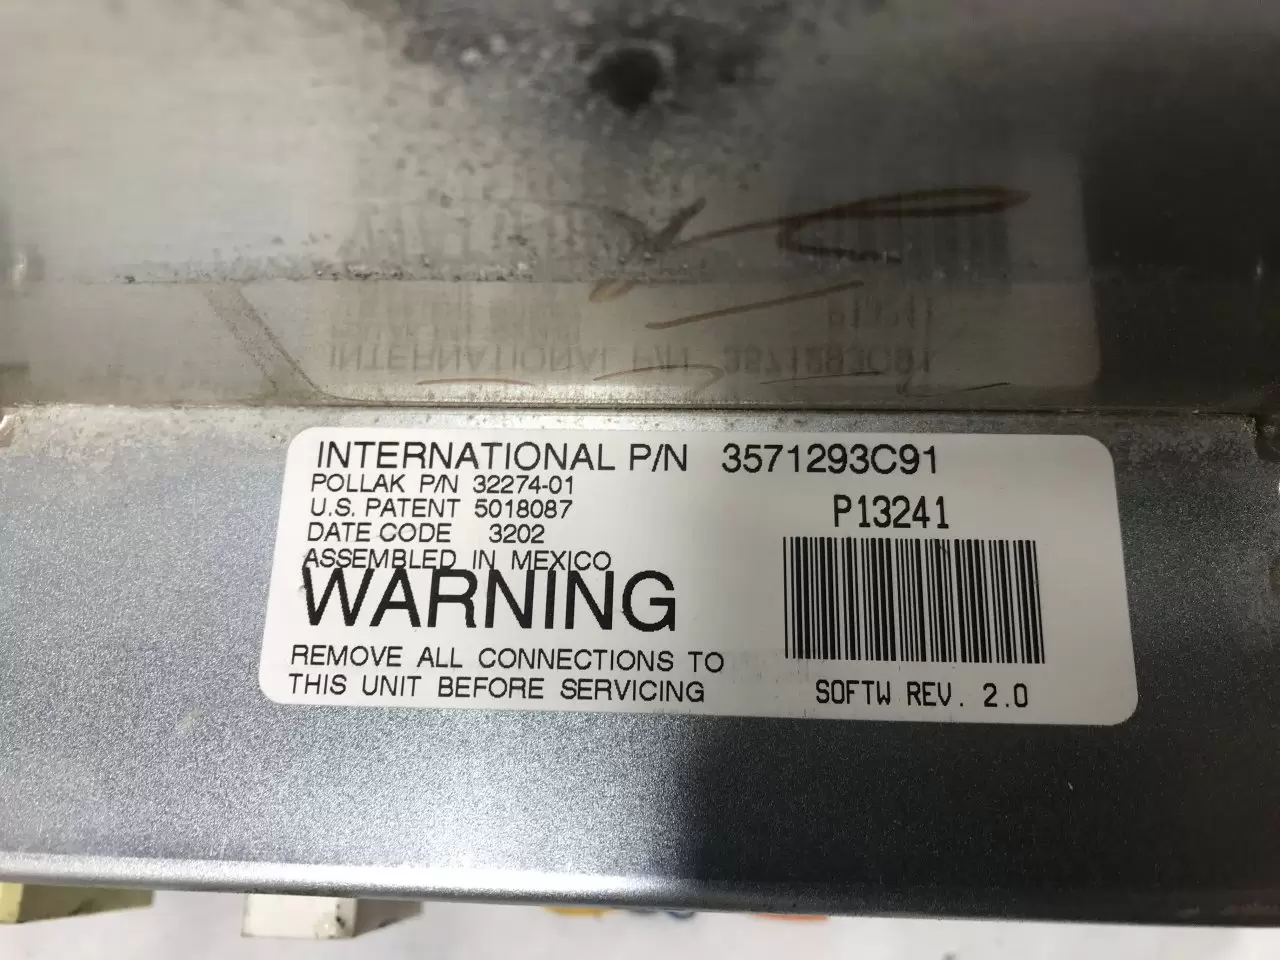 INTERNATIONAL P/N 3571293C91
POLLAK P/N 32274-01
U.S. PATENT 5018087
DATE CODE 3202
ASSEMBLED IN MEXICO
WARNING
REMOVE ALL CONNECTIONS TO
THIS UNIT BEFORE SERVICING
P13241
SOFTW REV. 2.0